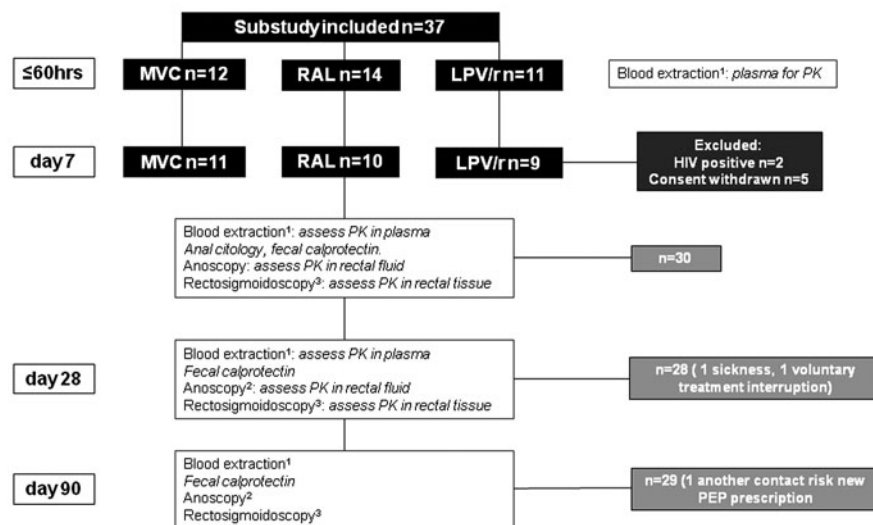 Substudy included n=37
≤60hrs
MVC n=12
RAL n=14
LPV/r n=11
Blood extraction¹: plasma for PK
day 7
MVC n=11
RAL n=10
LPV/r n=9
Excluded:
HIV positive n=2
Consent withdrawn n=5
Blood extraction¹: assess PK in plasma
Anal citology, fecal calprotectin.
Anoscopy: assess PK in rectal fluid
Rectosigmoidoscopy³: assess PK in rectal tissue
n=30
day 28
Blood extraction¹: assess PK in plasma
Fecal calprotectin
Anoscopy²: assess PK in rectal fluid
Rectosigmoidoscopy³: assess PK in rectal tissue
n=28 ( 1 sickness, 1 voluntary
treatment interruption)
day 90
Blood extraction¹
Fecal calprotectin
Anoscopy²
Rectosigmoidoscopy³
n=29 (1 another contact risk new
PEP prescription